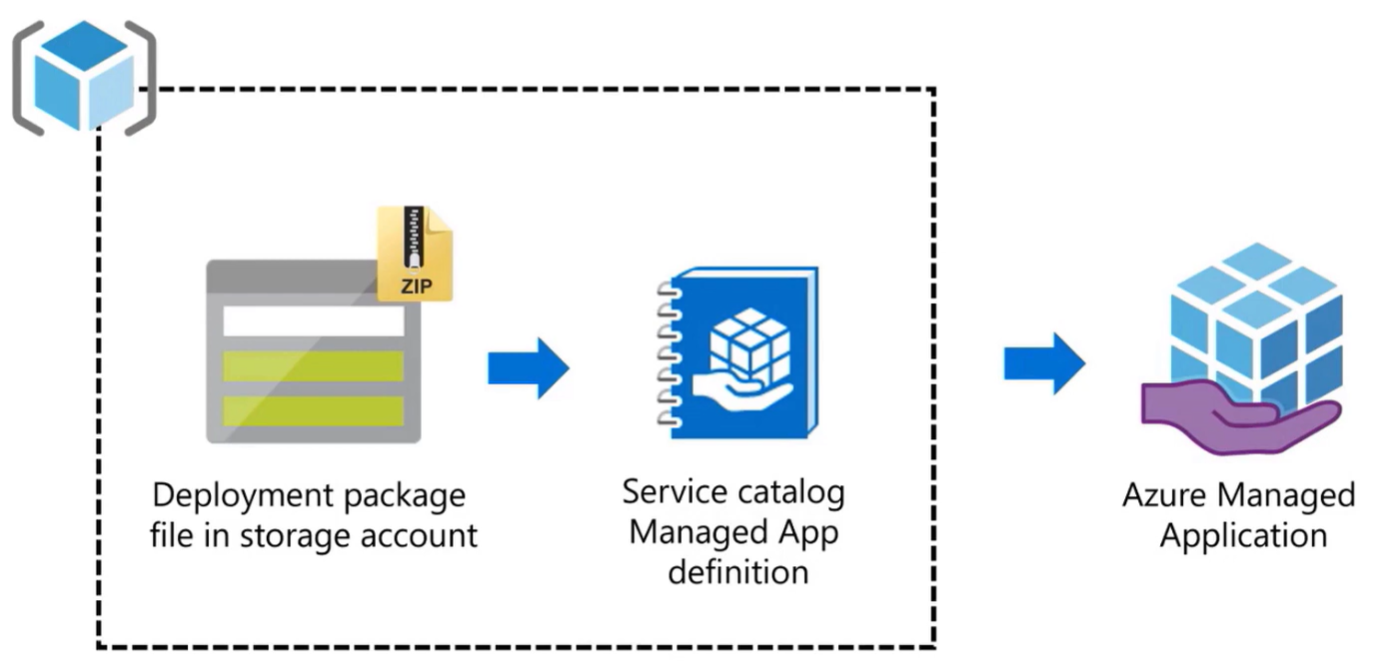 ZIP
Deployment package
file in storage account
Service catalog
Managed App
definition
Azure Managed
Application